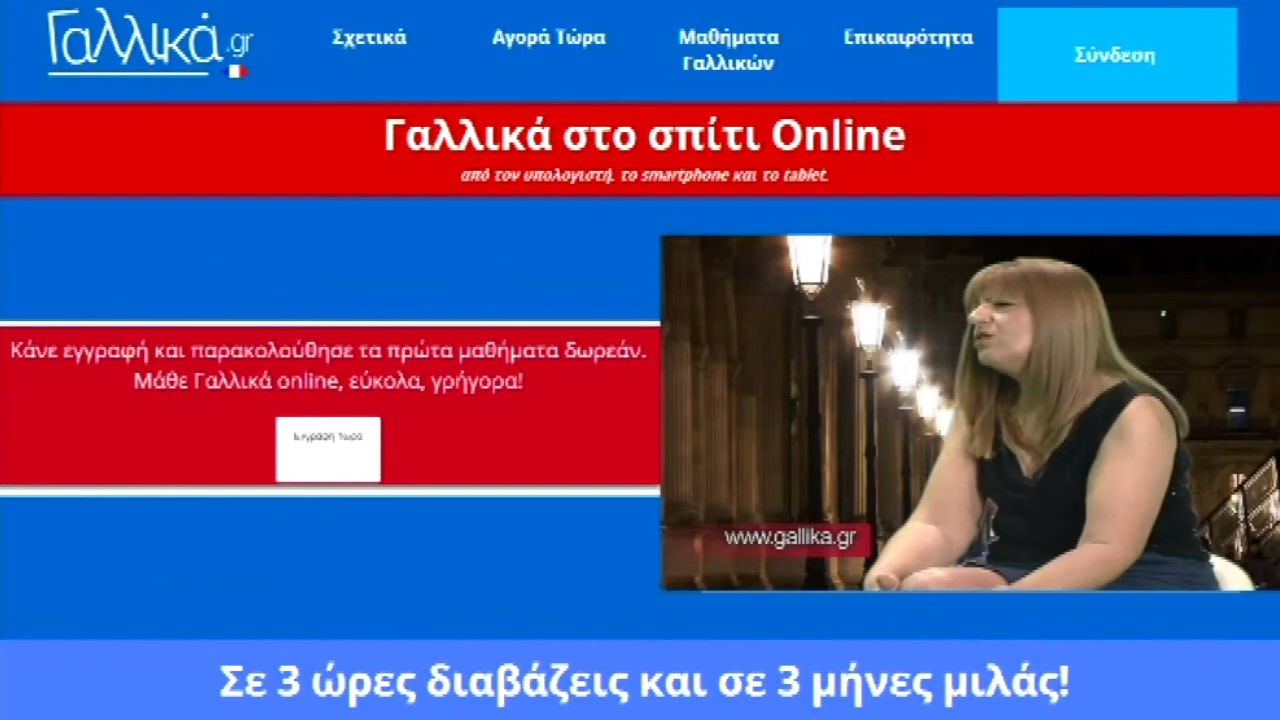 Γαλλικά.gr
Σχετικά
Αγορά Τώρα
Μαθήματα
Γαλλικών
Επικαιρότητα
Σύνδεση
Γαλλικά στο σπίτι Online
από τον υπολογιστή, το smartphone και το tablet.
Κάνε εγγραφή και παρακολούθησε τα πρώτα μαθήματα δωρεάν.
Μάθε Γαλλικά online, εύκολα, γρήγορα!
Εγγραφή Τώρα
www.gallika.gr
Σε 3 ώρες διαβάζεις και σε 3 μήνες μιλάς!